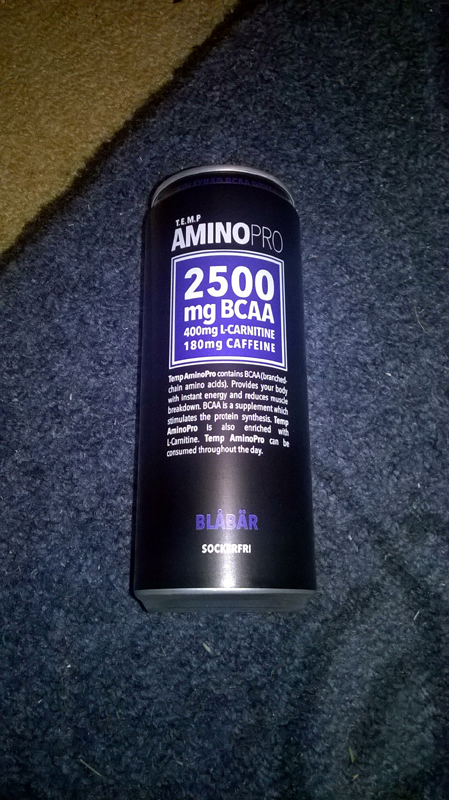 T.E.M.P
AMINOPRO
2500
mg BCAA
400mg L-CARNITINE
180mg CAFFEINE
Temp AminoPro contains BCAA (branched-
chain amino acids). Provides your body
with instant energy and reduces muscle
breakdown. BCAA is a supplement which
stimulates the protein synthesis. Temp
AminoPro is also enriched with
L-Carnitine. Temp AminoPro can be
consumed throughout the day.
BLÅBÄR
SOCKERFRI